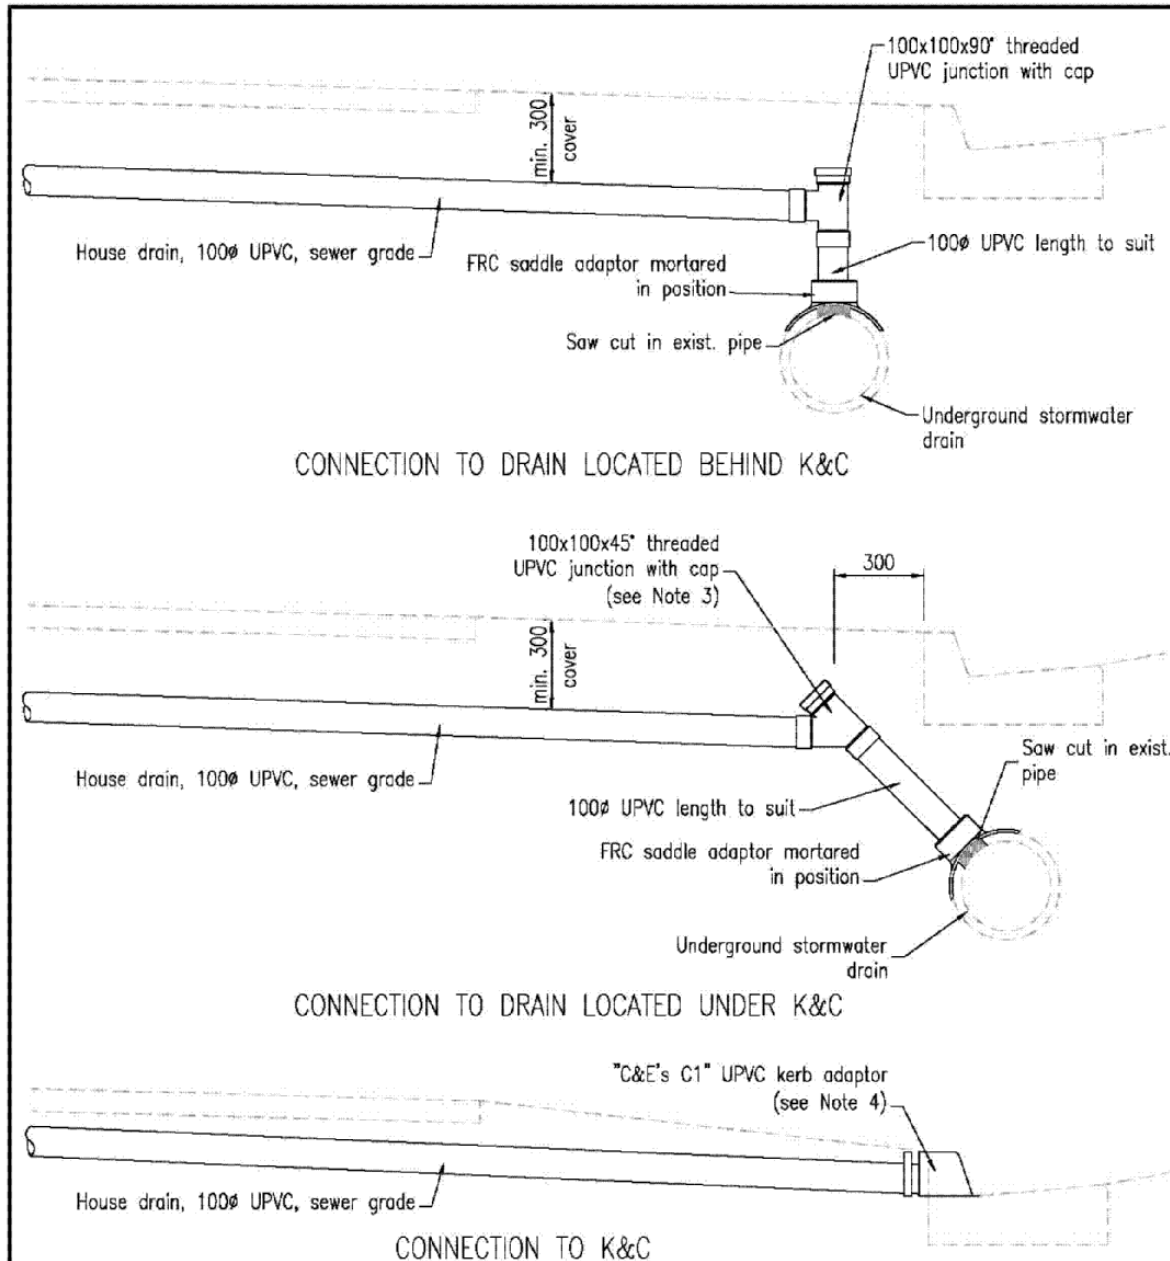 100x100x90° threaded
UPVC junction with cap
min. 300
cover
House drain, 100ø UPVC, sewer grade
100ø UPVC length to suit
FRC saddle adaptor mortared
in position
Saw cut in exist. pipe
Underground stormwater
drain
CONNECTION TO DRAIN LOCATED BEHIND K&C
100x100x45° threaded
UPVC junction with cap
(see Note 3)
300
min. 300
cover
House drain, 100ø UPVC, sewer grade
Saw cut in exist.
pipe
100ø UPVC length to suit
FRC saddle adaptor mortared
in position
Underground stormwater
drain
CONNECTION TO DRAIN LOCATED UNDER K&C
"C&E's C1" UPVC kerb adaptor
(see Note 4)
House drain, 100ø UPVC, sewer grade
CONNECTION TO K&C